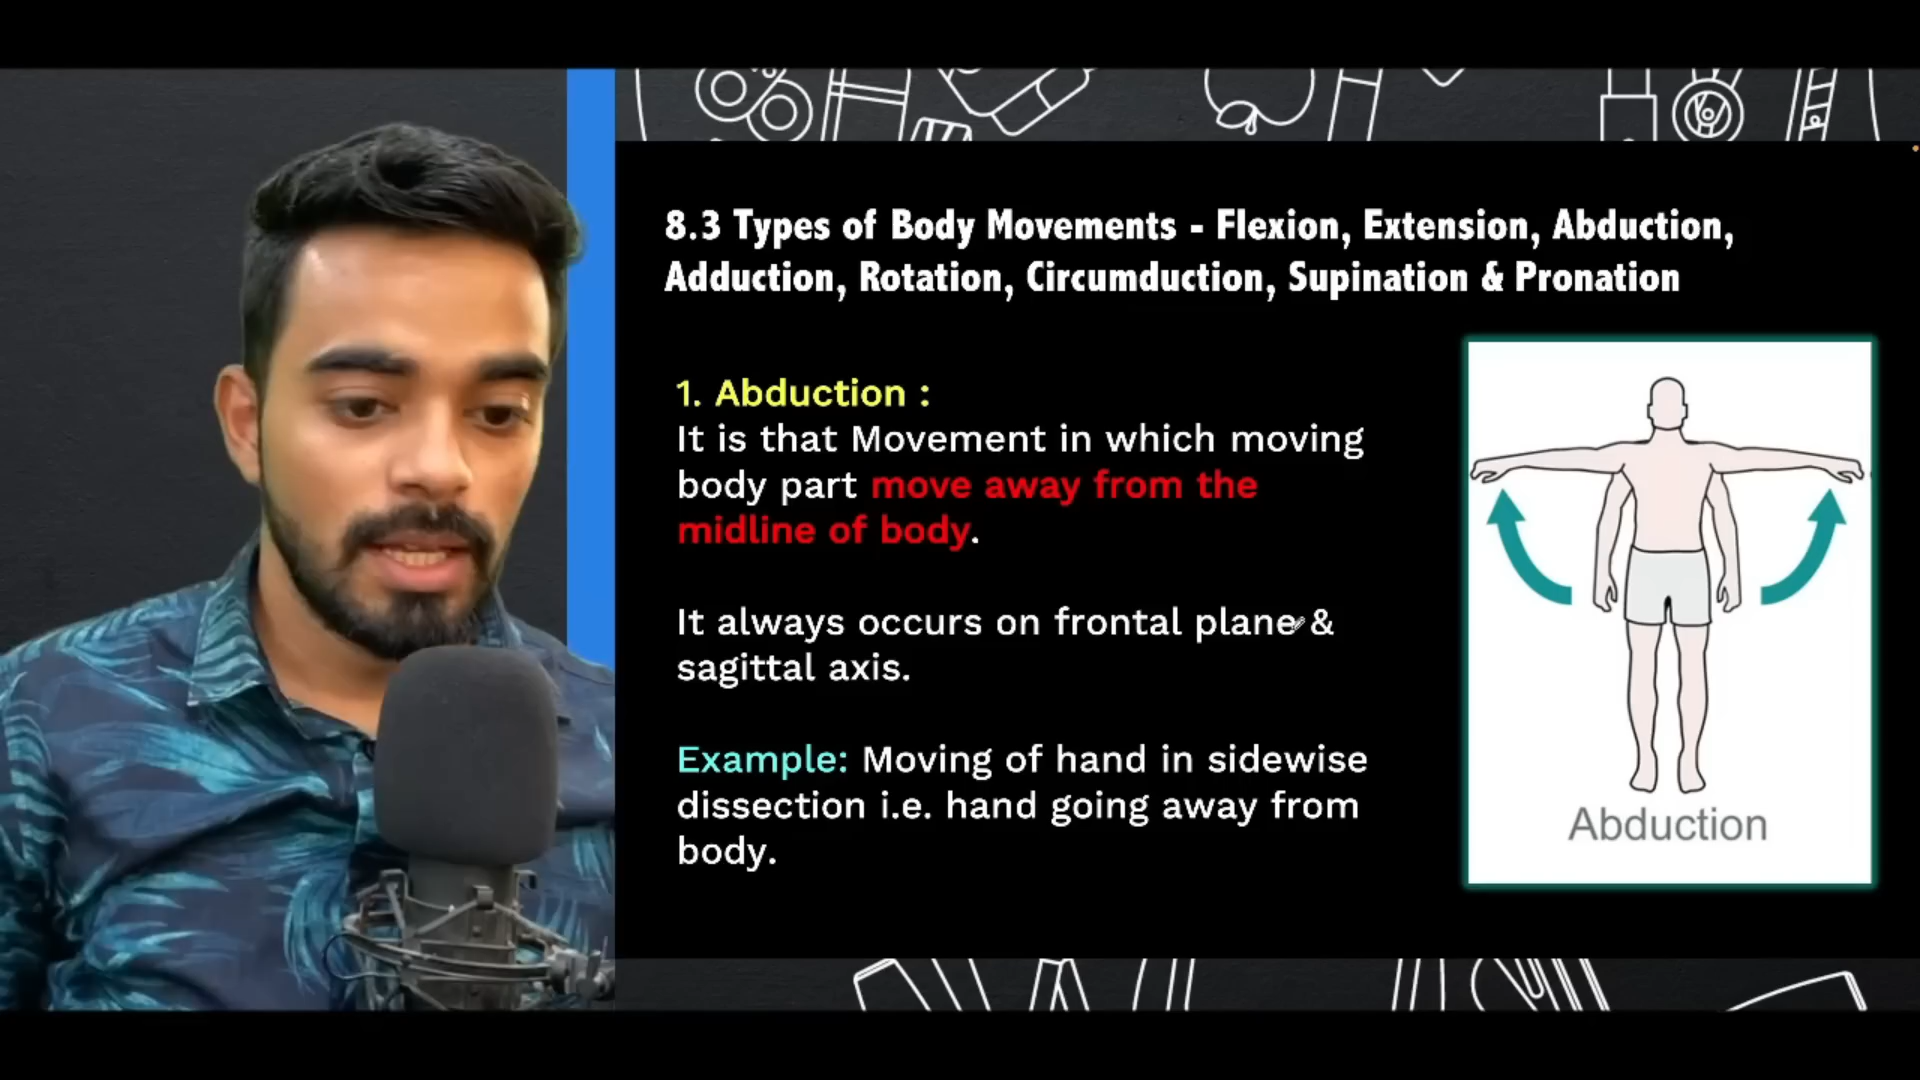 8.3 Types of Body Movements - Flexion, Extension, Abduction,
Adduction, Rotation, Circumduction, Supination & Pronation
1. Abduction :
It is that Movement in which moving
body part move away from the
midline of body.
It always occurs on frontal plane &
sagittal axis.
Example: Moving of hand in sidewise
dissection i.e. hand going away from
body.
Abduction